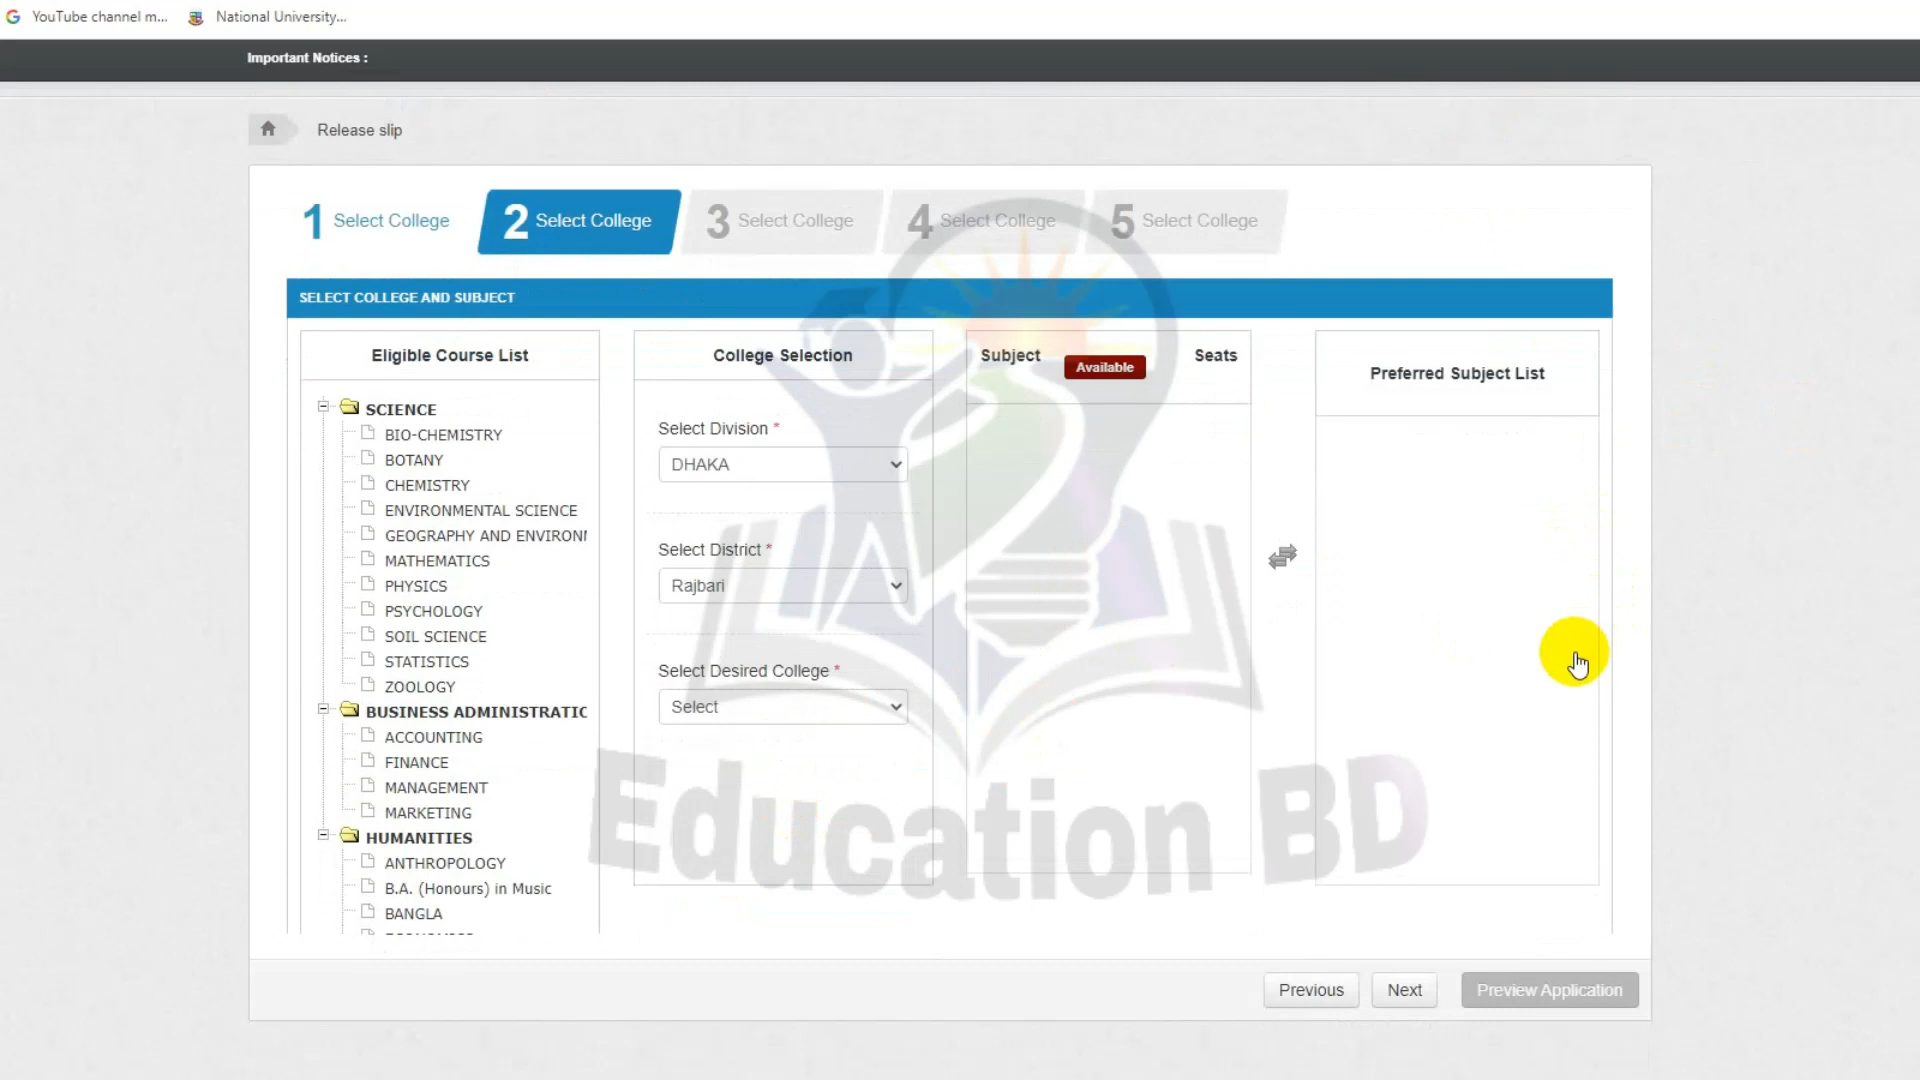 YouTube channel m...
National University...
Important Notices :
Release slip
1 Select College
2 Select College
3 Select College
4 Select College
5 Select College
SELECT COLLEGE AND SUBJECT
Eligible Course List
SCIENCE
BIO-CHEMISTRY
BOTANY
CHEMISTRY
ENVIRONMENTAL SCIENCE
GEOGRAPHY AND
MATHEMATICS
PHYSICS
PSYCHOLOGY
SOIL SCIENCE
STATISTICS
ZOOLOGY
BUSINESS
ACCOUNTING
FINANCE
MANAGEMENT
MARKETING
HUMANITIES
ANTHROPOLOGY
B.A. (Honours) in Music
BANGLA
College Selection
Select Division *
DHAKA
Select District *
Rajbari
Select Desired College *
Select
Subject Available Seats
Preferred Subject List
Education BD
Previous
Next
Preview Application